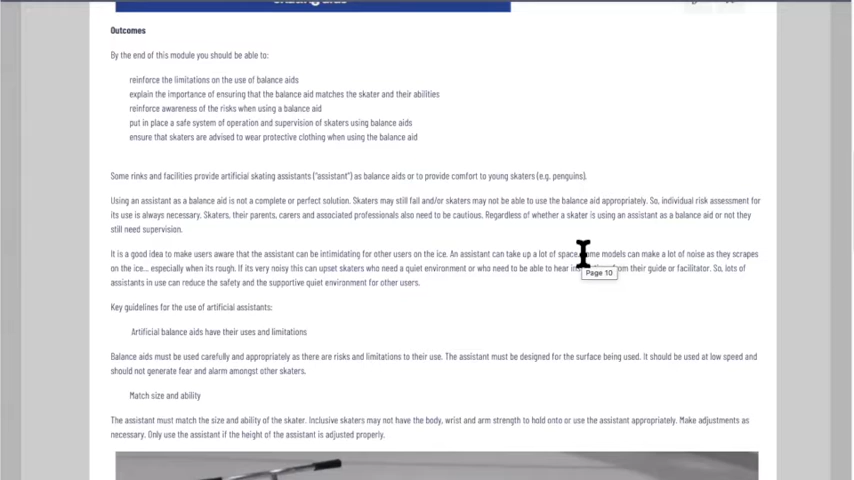 Outcomes
By the end of this module you should be able to:
reinforce the limitations on the use of balance aids
explain the importance of ensuring that the balance aid matches the skater and their abilities
reinforce awareness of the risks when using a balance aid
put in place a safe system of operation and supervision of skaters using balance aids
ensure that skaters are advised to wear protective clothing when using the balance aid
Some rinks and facilities provide artificial skating assistants ("assistant") as balance aids or to provide comfort to young skaters (e.g. penguins).
Using an assistant as a balance aid is not a complete or perfect solution. Skaters may still fall and/or skaters may not be able to use the balance aid appropriately. So, individual risk assessment for
its use is always necessary. Skaters, their parents, carers and associated professionals also need to be cautious. Regardless of whether a skater is using an assistant as a balance aid or not they
still need supervision.
It is a good idea to make users aware that the assistant can be intimidating for other users on the ice. An assistant can take up a lot of space, some models can make a lot of noise as they scrapes
on the ice... especially when its rough. If its very noisy this can upset skaters who need a quiet environment or who need to be able to hear from their guide or facilitator. So, lots of
Page 10
assistants in use can reduce the safety and the supportive quiet environment for other users.
Key guidelines for the use of artificial assistants:
Artificial balance aids have their uses and limitations
Balance aids must be used carefully and appropriately as there are risks and limitations to their use. The assistant must be designed for the surface being used. It should be used at low speed and
should not generate fear and alarm amongst other skaters.
Match size and ability
The assistant must match the size and ability of the skater. Inclusive skaters may not have the body, wrist and arm strength to hold onto or use the assistant appropriately. Make adjustments as
necessary. Only use the assistant if the height of the assistant is adjusted properly.